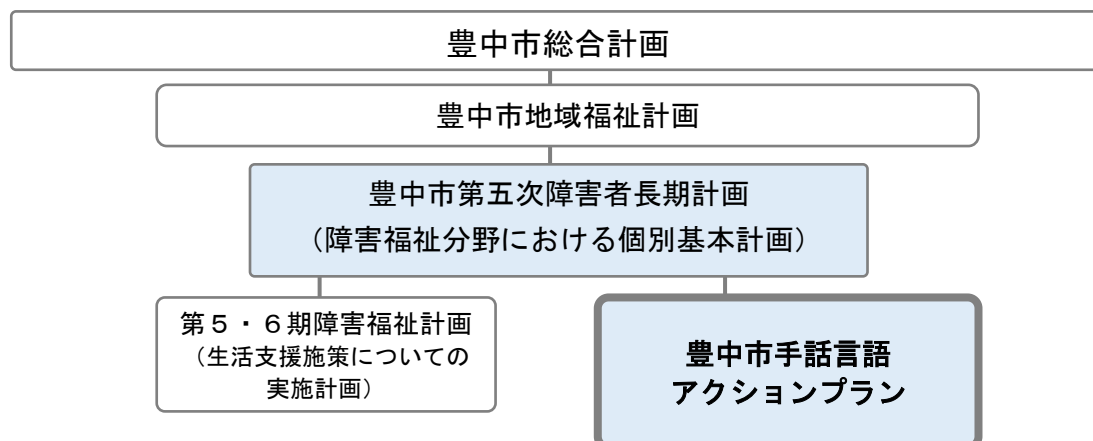 豊中市総合計画
豊中市地域福祉計画
豊中市第五次障害者長期計画
（障害福祉分野における個別基本計画）
第５・６期障害福祉計画
（生活支援施策についての
実施計画）
豊中市手話言語
アクションプラン